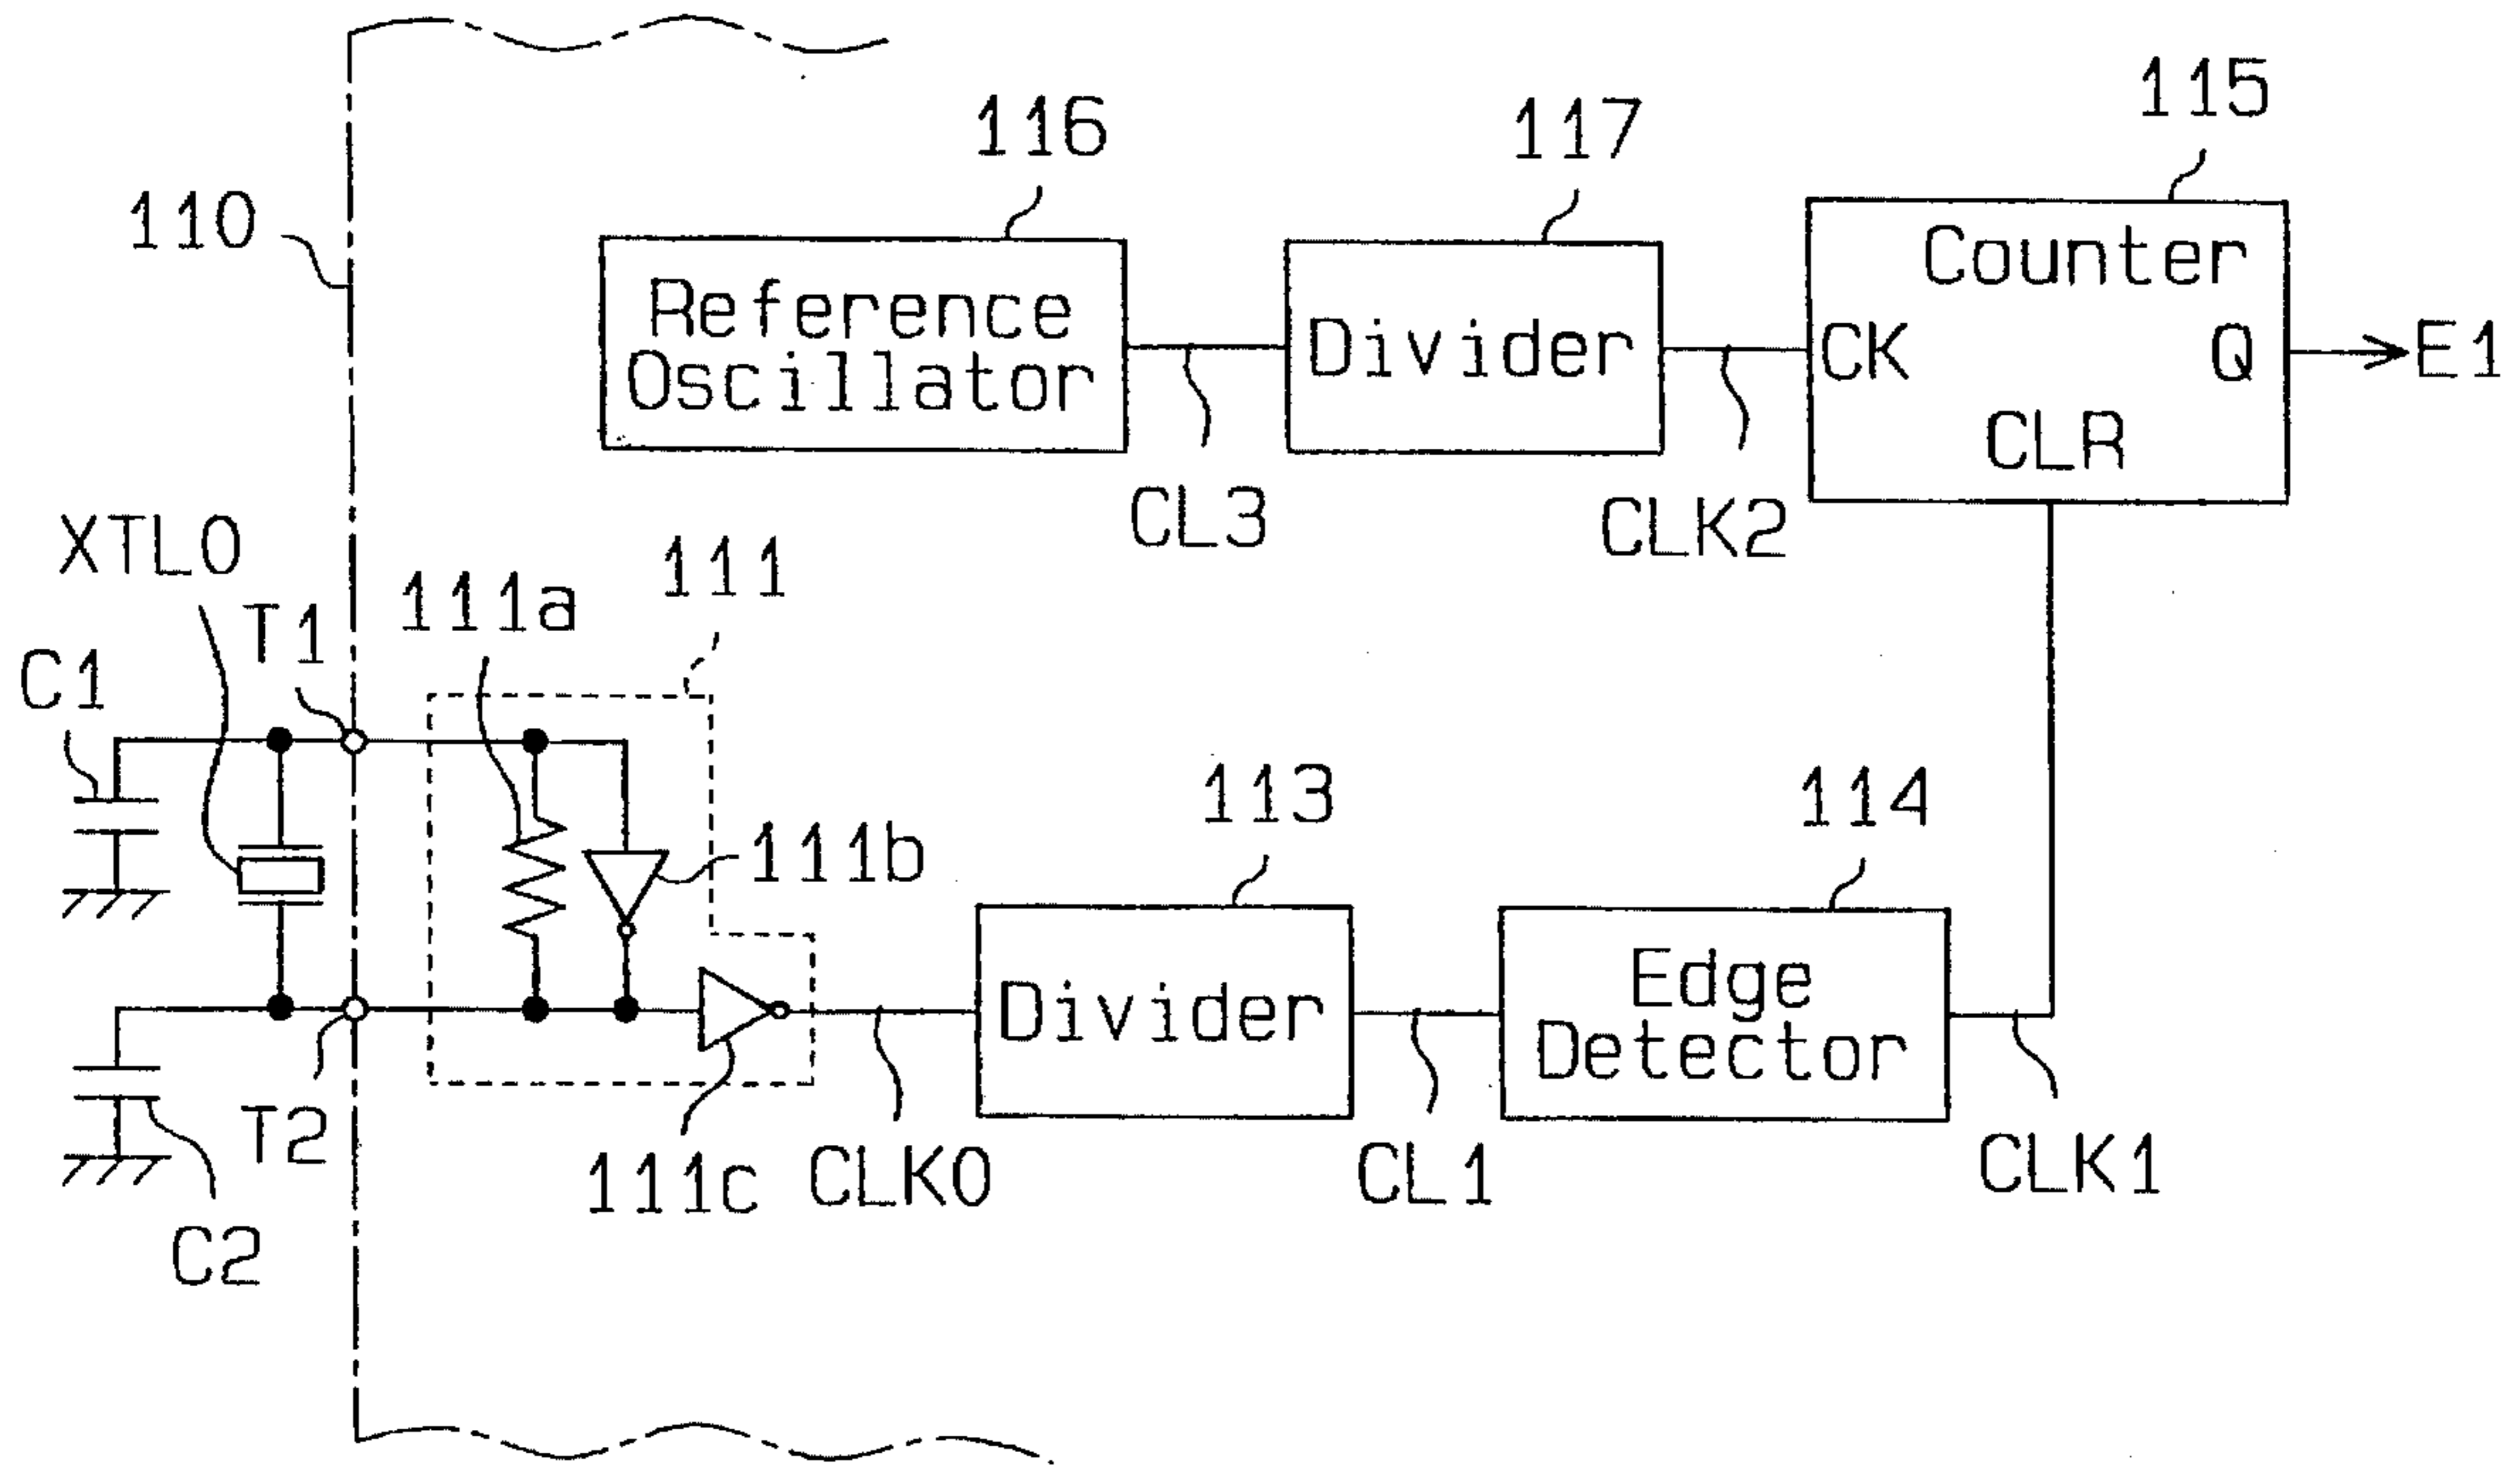 115
116
117
110
Counter
Reference
Oscillator
Divider
CK
Q
E1
CLR
CL3
CLK2
XTL0
111
111a
T1
C1
113
114
111b
Edge
Detector
Divider
T2
111c
CLK0
CL1
CLK1
C2